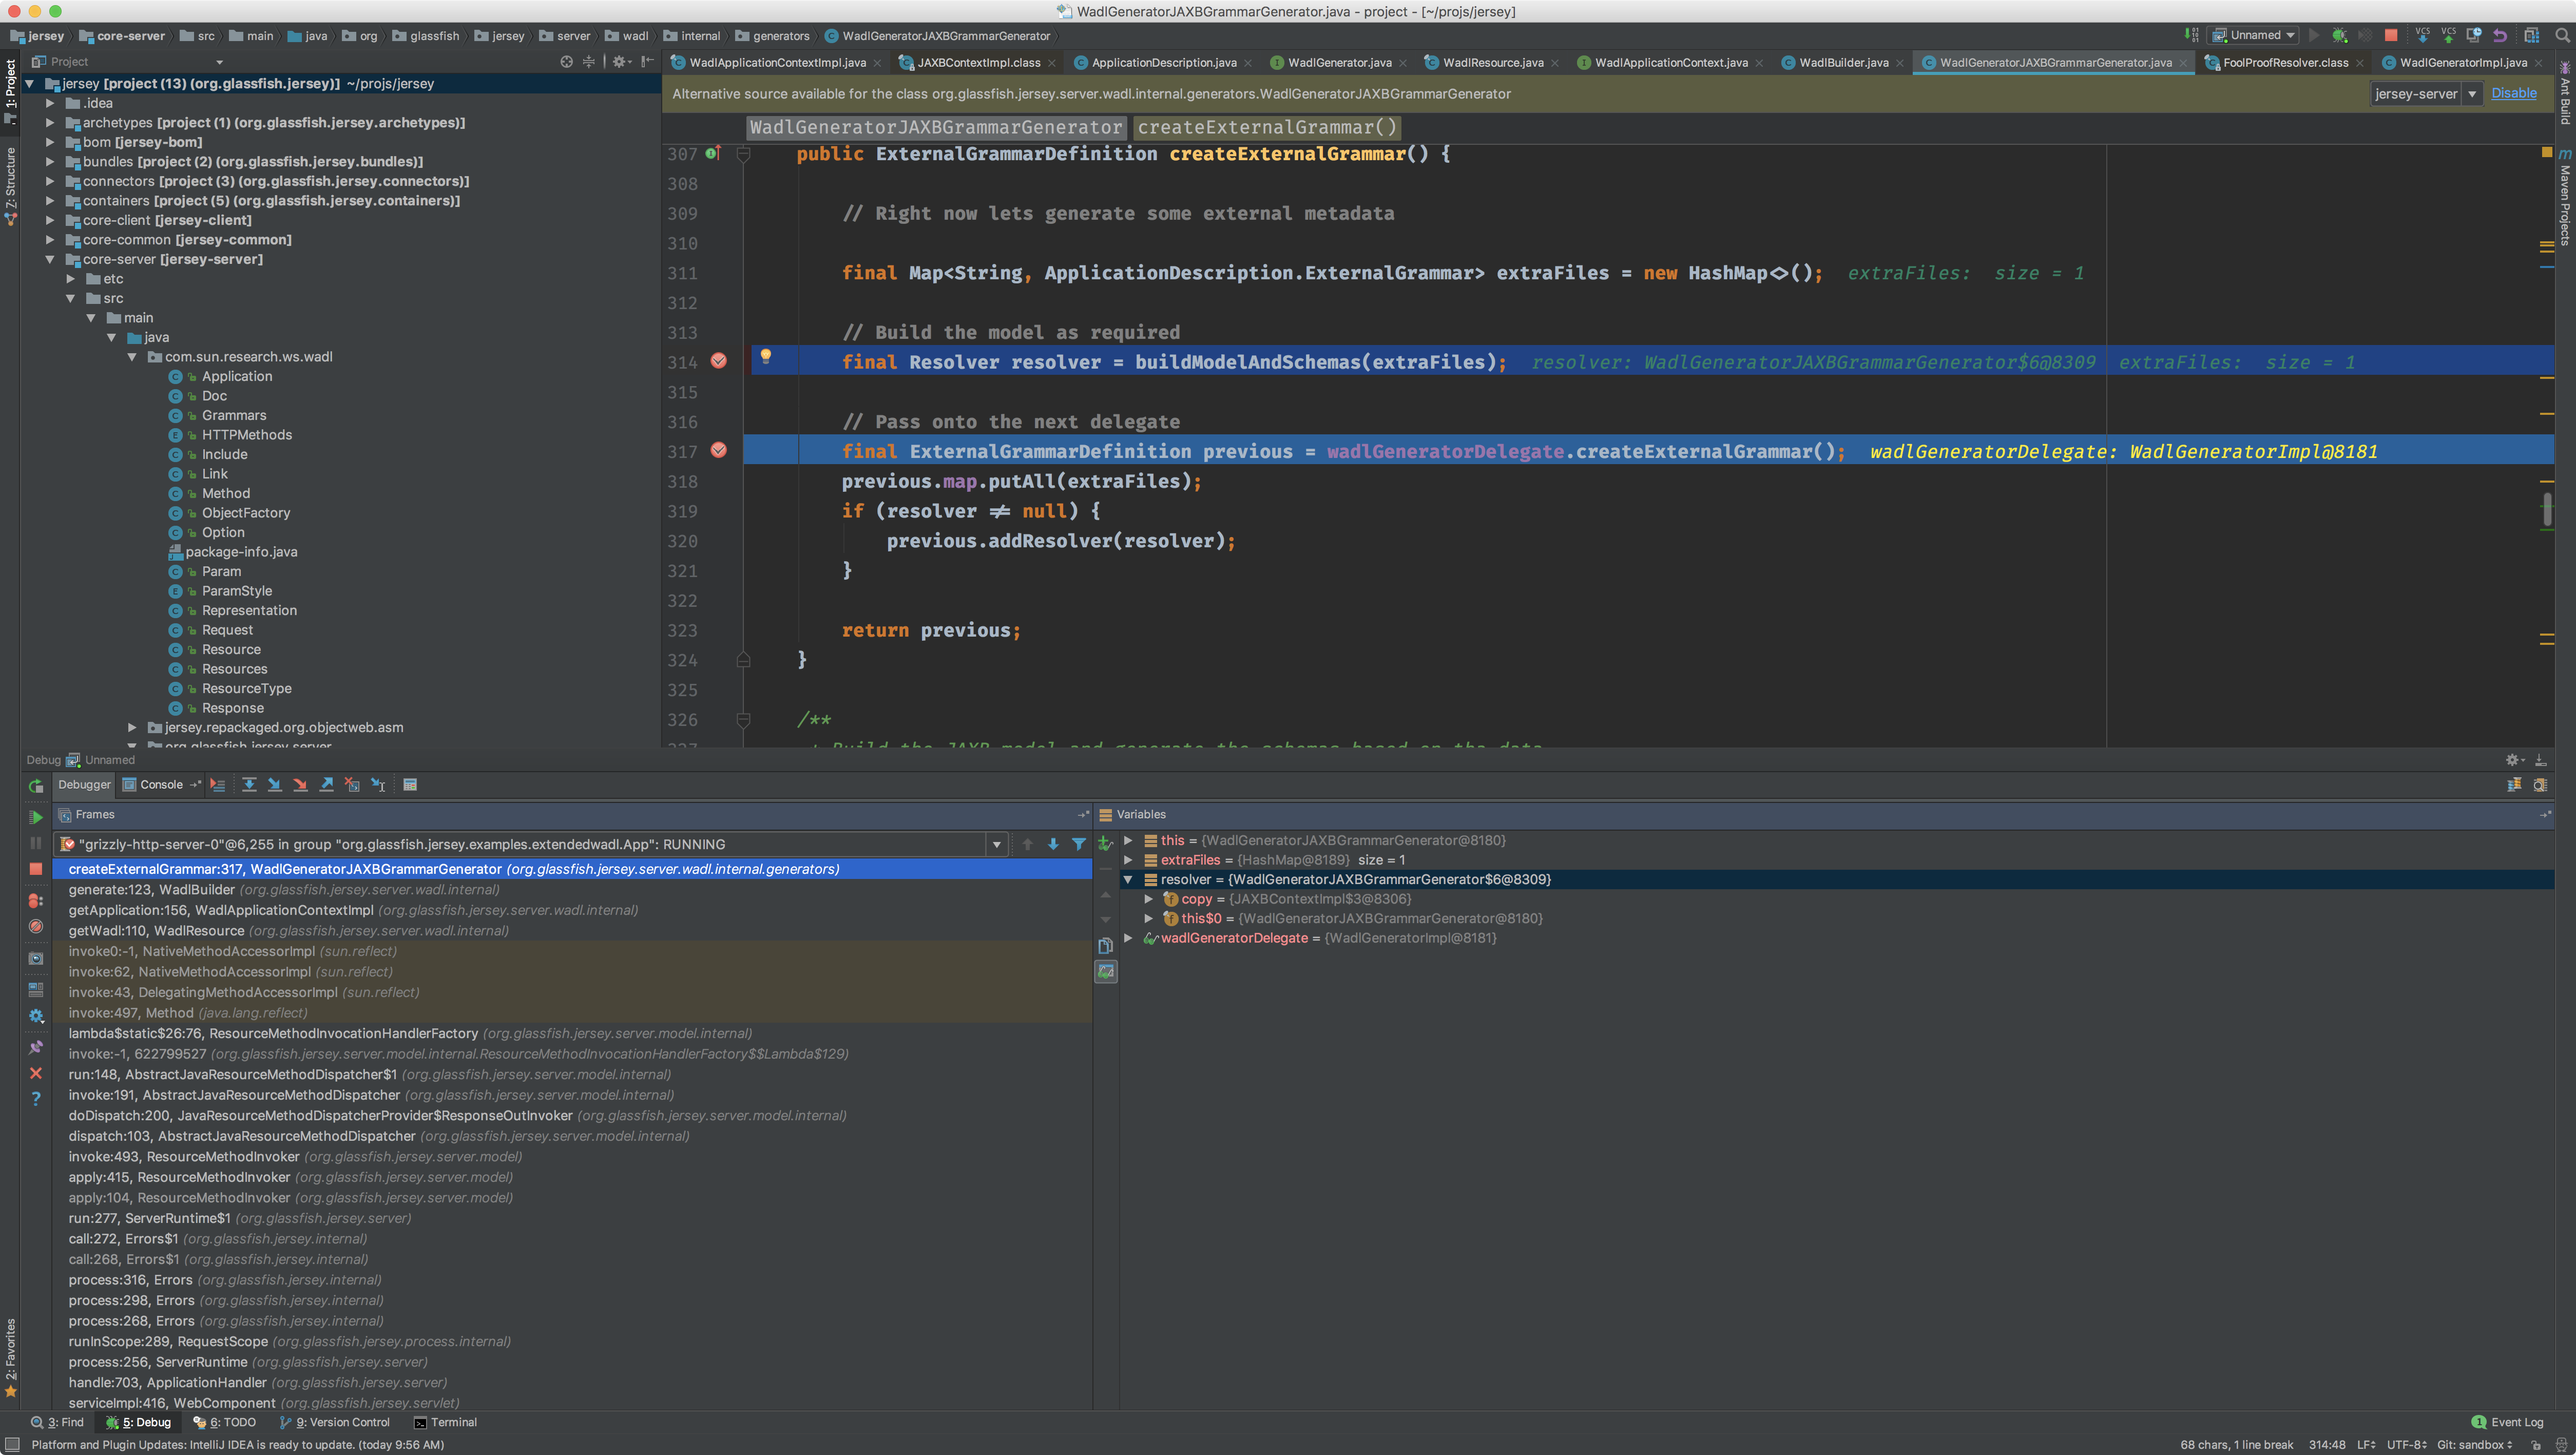 WadlGeneratorJAXBGrammarGenerator.java - project - [~/projs/jersey]
jersey core-server src main java org glassfish jersey server wadl internal generators WadlGeneratorJAXBGrammarGenerator Unnamed VCS VCS
Project
WadlApplicationContextImpl.java JAXBContextImpl.class ApplicationDescription.java WadlGenerator.java WadlResource.java WadlApplicationContext.java WadlBuilder.java WadlGeneratorJAXBGrammarGenerator.java FoolProofResolver.class WadlGeneratorImpl.java
1: Project
7: Structure
2: Favorites
Ant Build
Maven Projects
jersey [project (13) (org.glassfish.jersey)] ~/projs/jersey
.idea
archetypes [project (1) (org.glassfish.jersey.archetypes)]
bom [jersey-bom]
bundles [project (2) (org.glassfish.jersey.bundles)]
connectors [project (3) (org.glassfish.jersey.connectors)]
containers [project (5) (org.glassfish.jersey.containers)]
core-client [jersey-client]
core-common [jersey-common]
core-server [jersey-server]
etc
src
main
java
com.sun.research.ws.wadl
Application
Doc
Grammars
HTTPMethods
Include
Link
Method
ObjectFactory
Option
package-info.java
Param
ParamStyle
Representation
Request
Resource
Resources
ResourceType
Response
jersey.repackaged.org.objectweb.asm
org.glassfish.jersey.server
Alternative source available for the class org.glassfish.jersey.server.wadl.internal.generators.WadlGeneratorJAXBGrammarGenerator jersey-server Disable
WadlGeneratorJAXBGrammarGenerator createExternalGrammar()
307 public ExternalGrammarDefinition createExternalGrammar() {
308
309 // Right now lets generate some external metadata
310
311 final Map<String, ApplicationDescription.ExternalGrammar> extraFiles = new HashMap<>(); extraFiles: size = 1
312
313 // Build the model as required
314 final Resolver resolver = buildModelAndSchemas(extraFiles); resolver: WadlGeneratorJAXBGrammarGenerator$6@8309 extraFiles: size = 1
315
316 // Pass onto the next delegate
317 final ExternalGrammarDefinition previous = wadlGeneratorDelegate.createExternalGrammar(); wadlGeneratorDelegate: WadlGeneratorImpl@8181
318 previous.map.putAll(extraFiles);
319 if (resolver != null) {
320 previous.addResolver(resolver);
321 }
322
323 return previous;
324 }
325
326 /**
327 * Build the JAXB model and generate the schemas based on tha data
Debug Unnamed
Debugger Console
Frames
"grizzly-http-server-0"@6,255 in group "org.glassfish.jersey.examples.extendedwadl.App": RUNNING
createExternalGrammar:317, WadlGeneratorJAXBGrammarGenerator (org.glassfish.jersey.server.wadl.internal.generators)
generate:123, WadlBuilder (org.glassfish.jersey.server.wadl.internal)
getApplication:156, WadlApplicationContextImpl (org.glassfish.jersey.server.wadl.internal)
getWadl:110, WadlResource (org.glassfish.jersey.server.wadl.internal)
invoke0:-1, NativeMethodAccessorImpl (sun.reflect)
invoke:62, NativeMethodAccessorImpl (sun.reflect)
invoke:43, DelegatingMethodAccessorImpl (sun.reflect)
invoke:497, Method (java.lang.reflect)
lambda$static$26:76, ResourceMethodInvocationHandlerFactory (org.glassfish.jersey.server.model.internal)
invoke:-1, 622799527 (org.glassfish.jersey.server.model.internal.ResourceMethodInvocationHandlerFactory$$Lambda$129)
run:148, AbstractJavaResourceMethodDispatcher$1 (org.glassfish.jersey.server.model.internal)
invoke:191, AbstractJavaResourceMethodDispatcher (org.glassfish.jersey.server.model.internal)
doDispatch:200, JavaResourceMethodDispatcherProvider$ResponseOutInvoker (org.glassfish.jersey.server.model.internal)
dispatch:103, AbstractJavaResourceMethodDispatcher (org.glassfish.jersey.server.model.internal)
invoke:493, ResourceMethodInvoker (org.glassfish.jersey.server.model)
apply:415, ResourceMethodInvoker (org.glassfish.jersey.server.model)
apply:104, ResourceMethodInvoker (org.glassfish.jersey.server.model)
run:277, ServerRuntime$1 (org.glassfish.jersey.server)
call:272, Errors$1 (org.glassfish.jersey.internal)
call:268, Errors$1 (org.glassfish.jersey.internal)
process:316, Errors (org.glassfish.jersey.internal)
process:298, Errors (org.glassfish.jersey.internal)
process:268, Errors (org.glassfish.jersey.internal)
runInScope:289, RequestScope (org.glassfish.jersey.process.internal)
process:256, ServerRuntime (org.glassfish.jersey.server)
handle:703, ApplicationHandler (org.glassfish.jersey.server)
serviceImpl:416, WebComponent (org.glassfish.jersey.servlet)
Variables
this = {WadlGeneratorJAXBGrammarGenerator@8180}
extraFiles = {HashMap@8189} size = 1
resolver = {WadlGeneratorJAXBGrammarGenerator$6@8309}
copy = {JAXBContextImpl$3@8306}
this$0 = {WadlGeneratorJAXBGrammarGenerator@8180}
wadlGeneratorDelegate = {WadlGeneratorImpl@8181}
3: Find 5: Debug 6: TODO 9: Version Control Terminal 1 Event Log
Platform and Plugin Updates: IntelliJ IDEA is ready to update. (today 9:56 AM) 68 chars, 1 line break 314:48 LF UTF-8 Git: sandbox